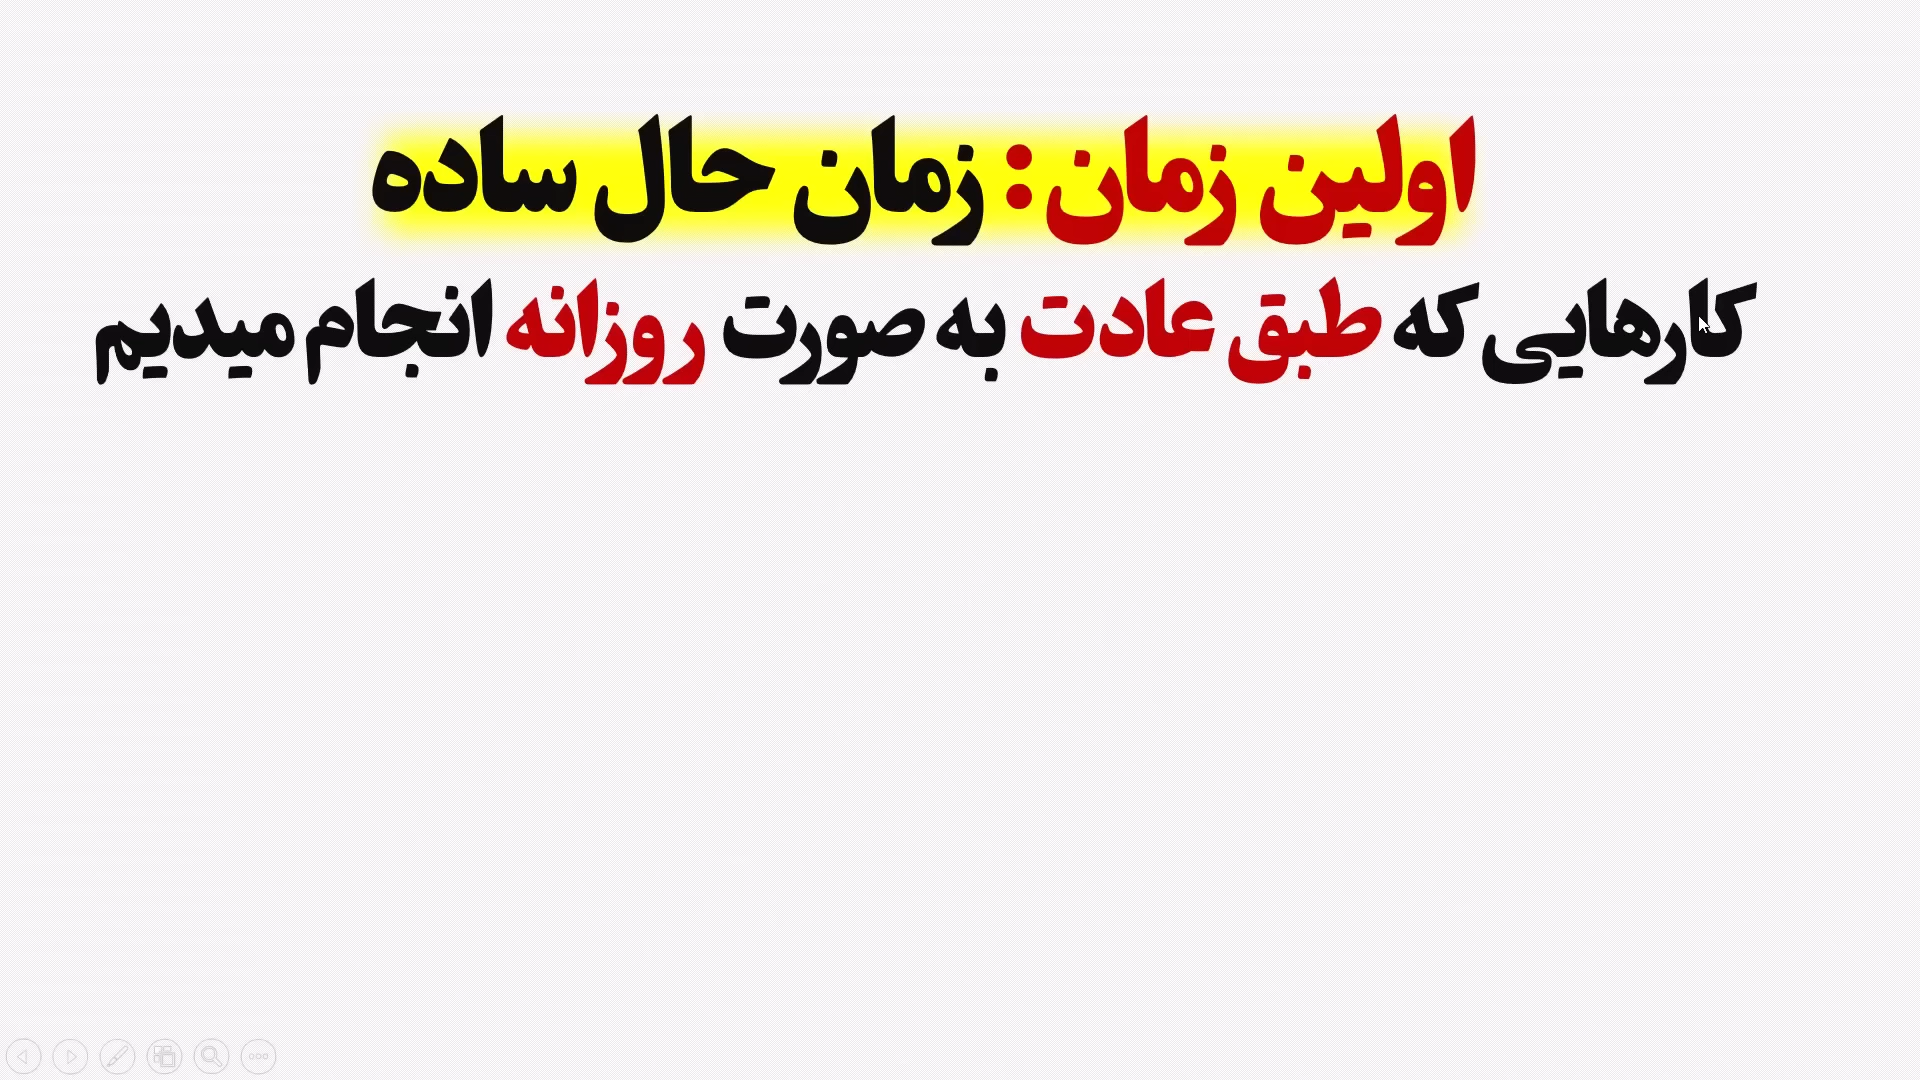 اولین زمان: زمان حال ساده
کارهایی که طبق عادت به صورت روزانه انجام میدیم